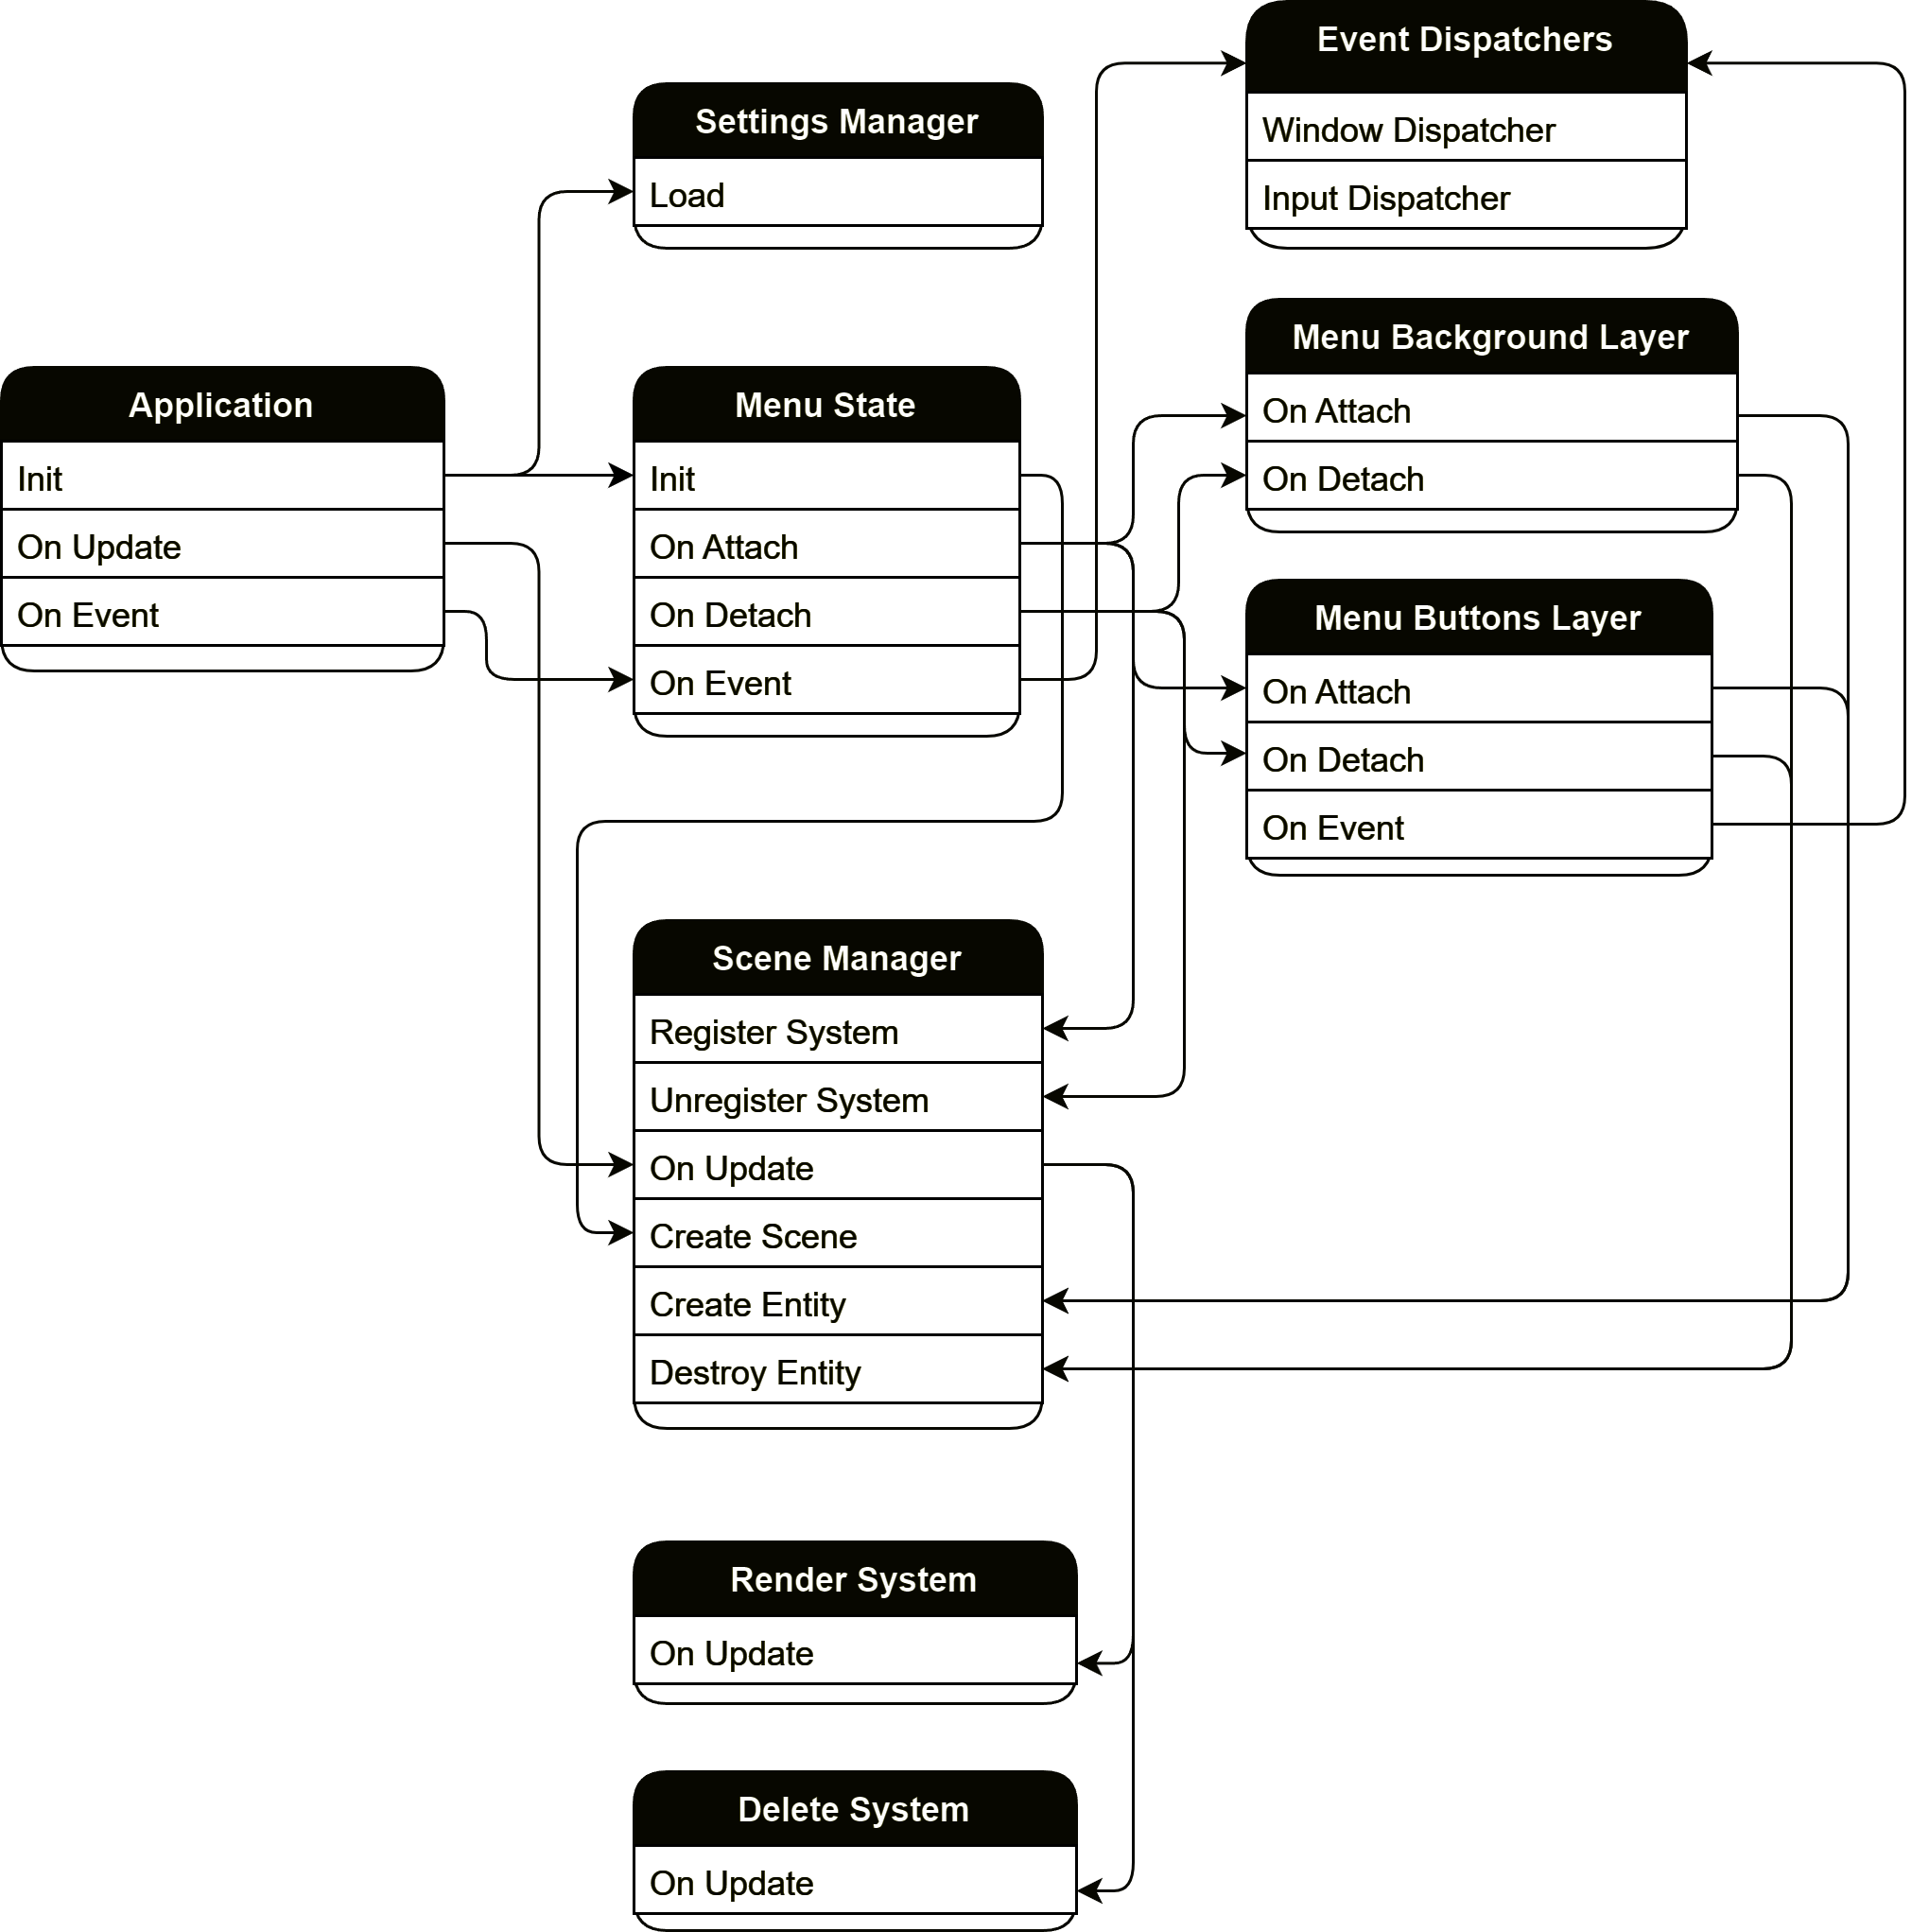 Event Dispatchers
Window Dispatcher
Input Dispatcher
Settings Manager
Load
Application
Init
On Update
On Event
Menu State
Init
On Attach
On Detach
On Event
Menu Background Layer
On Attach
On Detach
Menu Buttons Layer
On Attach
On Detach
On Event
Scene Manager
Register System
Unregister System
On Update
Create Scene
Create Entity
Destroy Entity
Render System
On Update
Delete System
On Update